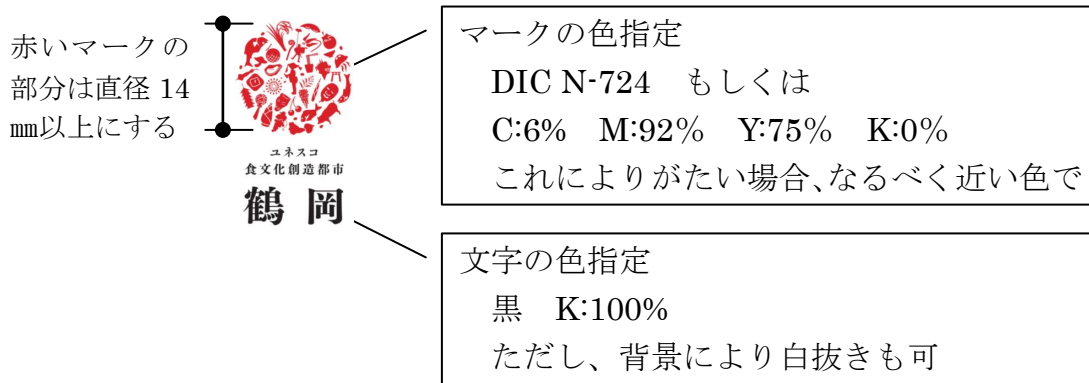 赤いマークの
部分は直径 14
㎜以上にする
ユネスコ
食文化創造都市
鶴岡
マークの色指定
DIC N-724　もしくは
C:6%　M:92%　Y:75%　K:0%
これによりがたい場合、なるべく近い色で
文字の色指定
黒　K:100%
ただし、背景により白抜きも可